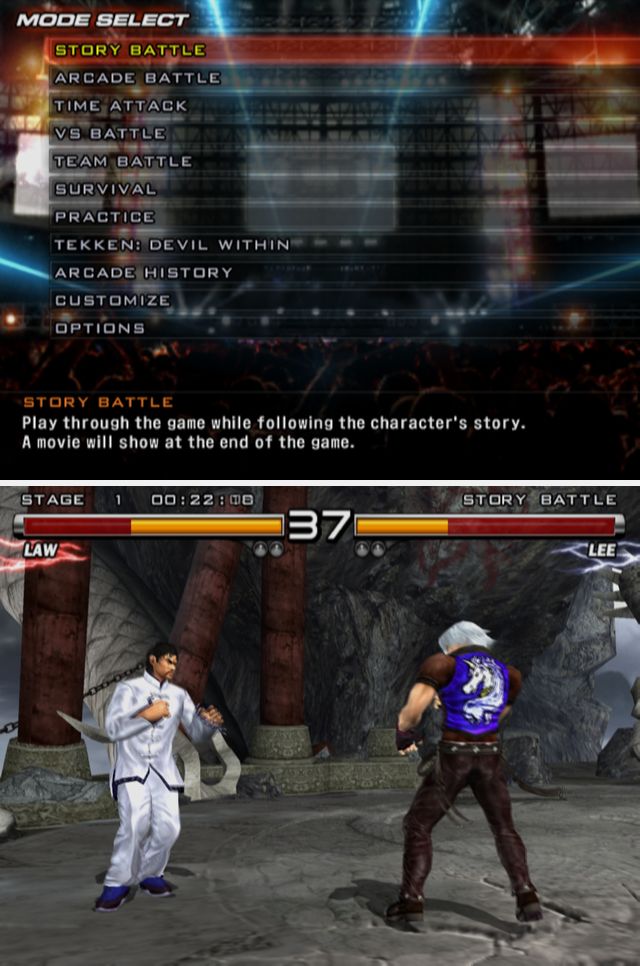 MODE SELECT
STORY BATTLE
ARCADE BATTLE
TIME ATTACK
VS BATTLE
TEAM BATTLE
SURVIVAL
PRACTICE
TEKKEN: DEVIL WITHIN
ARCADE HISTORY
CUSTOMIZE
OPTIONS
STORY BATTLE
Play through the game while following the character's story.
A movie will show at the end of the game.
STAGE 1 STORY BATTLE
37
LAW LEE